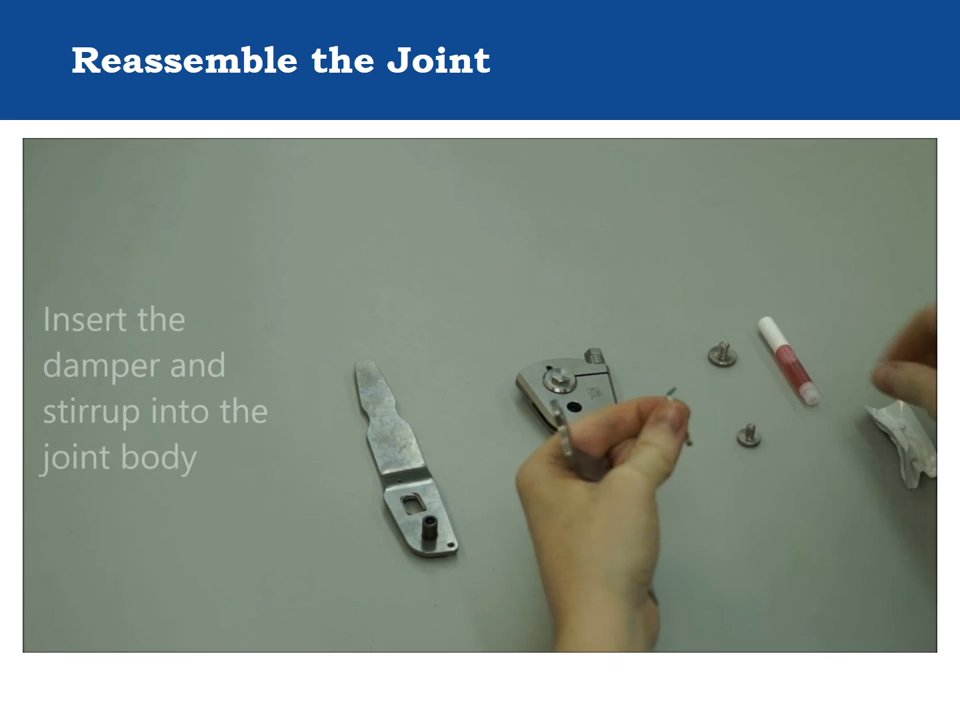 Reassemble the Joint
Insert the
damper and
stirrup into the
joint body